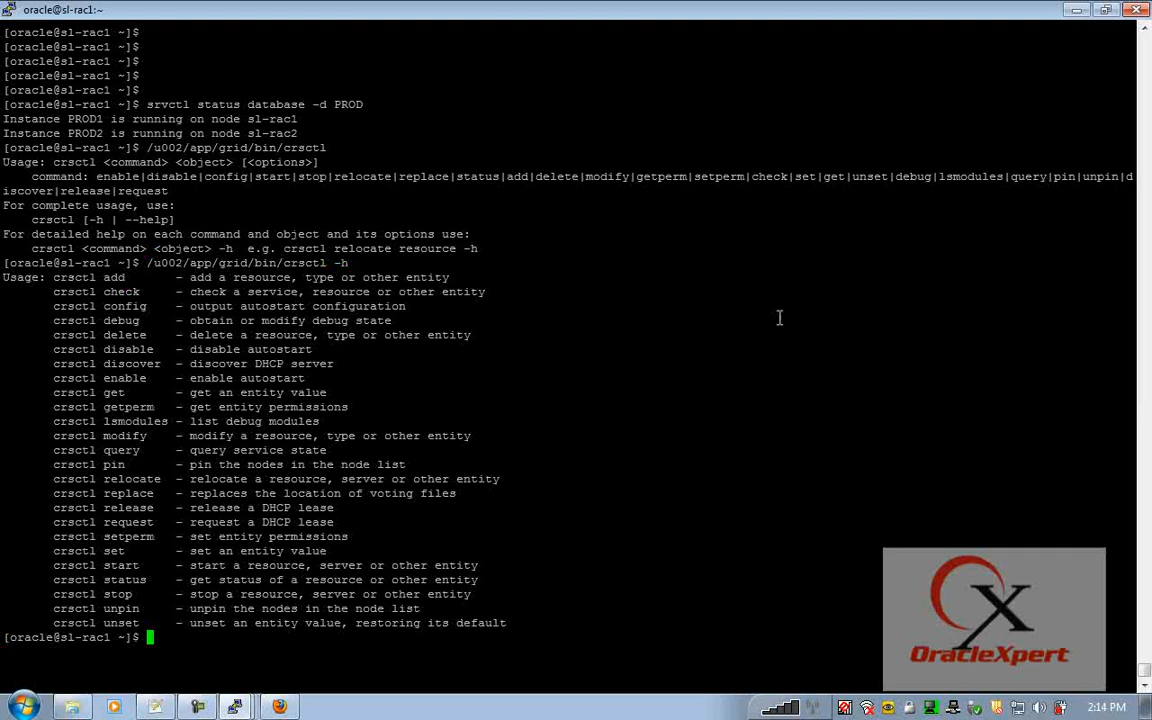 oracle@sl-rac1:~
[oracle@sl-rac1 ~]$
[oracle@sl-rac1 ~]$
[oracle@sl-rac1 ~]$
[oracle@sl-rac1 ~]$
[oracle@sl-rac1 ~]$
[oracle@sl-rac1 ~]$ srvctl status database -d PROD
Instance PROD1 is running on node sl-rac1
Instance PROD2 is running on node sl-rac2
[oracle@sl-rac1 ~]$ /u002/app/grid/bin/crsctl
Usage: crsctl <command> <object> [<options>]
command: enable|disable|config|start|stop|relocate|replace|status|add|delete|modify|getperm|setperm|check|set|get|unset|debug|lsmodules|query|pin|unpin|d
iscover|release|request
For complete usage, use:
crsctl [-h | --help]
For detailed help on each command and object and its options use:
crsctl <command> <object> -h e.g. crsctl relocate resource -h
[oracle@sl-rac1 ~]$ /u002/app/grid/bin/crsctl -h
Usage: crsctl add - add a resource, type or other entity
crsctl check - check a service, resource or other entity
crsctl config - output autostart configuration
crsctl debug - obtain or modify debug state
crsctl delete - delete a resource, type or other entity
crsctl disable - disable autostart
crsctl discover - discover DHCP server
crsctl enable - enable autostart
crsctl get - get an entity value
crsctl getperm - get entity permissions
crsctl lsmodules - list debug modules
crsctl modify - modify a resource, type or other entity
crsctl query - query service state
crsctl pin - pin the nodes in the node list
crsctl relocate - relocate a resource, server or other entity
crsctl replace - replaces the location of voting files
crsctl release - release a DHCP lease
crsctl request - request a DHCP lease
crsctl setperm - set entity permissions
crsctl set - set an entity value
crsctl start - start a resource, server or other entity
crsctl status - get status of a resource or other entity
crsctl stop - stop a resource, server or other entity
crsctl unpin - unpin the nodes in the node list
crsctl unset - unset an entity value, restoring its default
[oracle@sl-rac1 ~]$
OracleXpert
2:14 PM